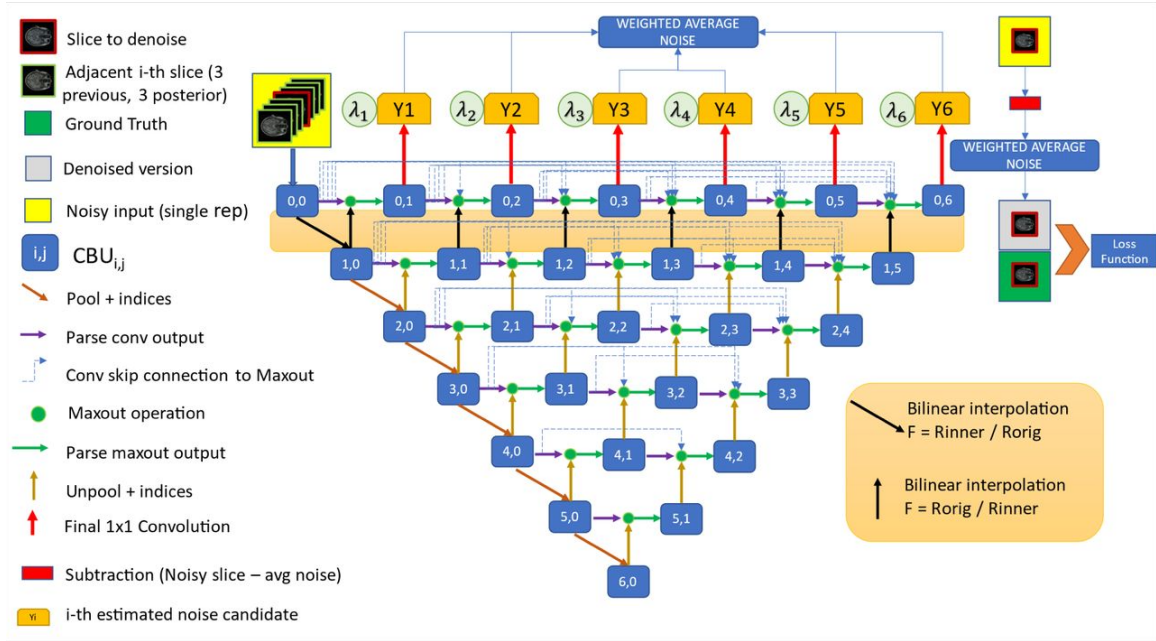 Slice to denoise
Adjacent i-th slice (3
previous, 3 posterior)
Ground Truth
Denoised version
Noisy input (single rep)
i,j CBUi,j
Pool + indices
Parse conv output
Conv skip connection to Maxout
Maxout operation
Parse maxout output
Unpool + indices
Final 1x1 Convolution
Subtraction (Noisy slice – avg noise)
Yi i-th estimated noise candidate
WEIGHTED AVERAGE
NOISE
λ1 Y1 λ2 Y2 λ3 Y3 λ4 Y4 λ5 Y5 λ6 Y6
0,0 0,1 0,2 0,3 0,4 0,5 0,6
1,0 1,1 1,2 1,3 1,4 1,5
2,0 2,1 2,2 2,3 2,4
3,0 3,1 3,2 3,3
4,0 4,1 4,2
5,0 5,1
6,0
WEIGHTED AVERAGE
NOISE
Loss
Function
Bilinear interpolation
F = Rinner / Rorig
Bilinear interpolation
F = Rorig / Rinner